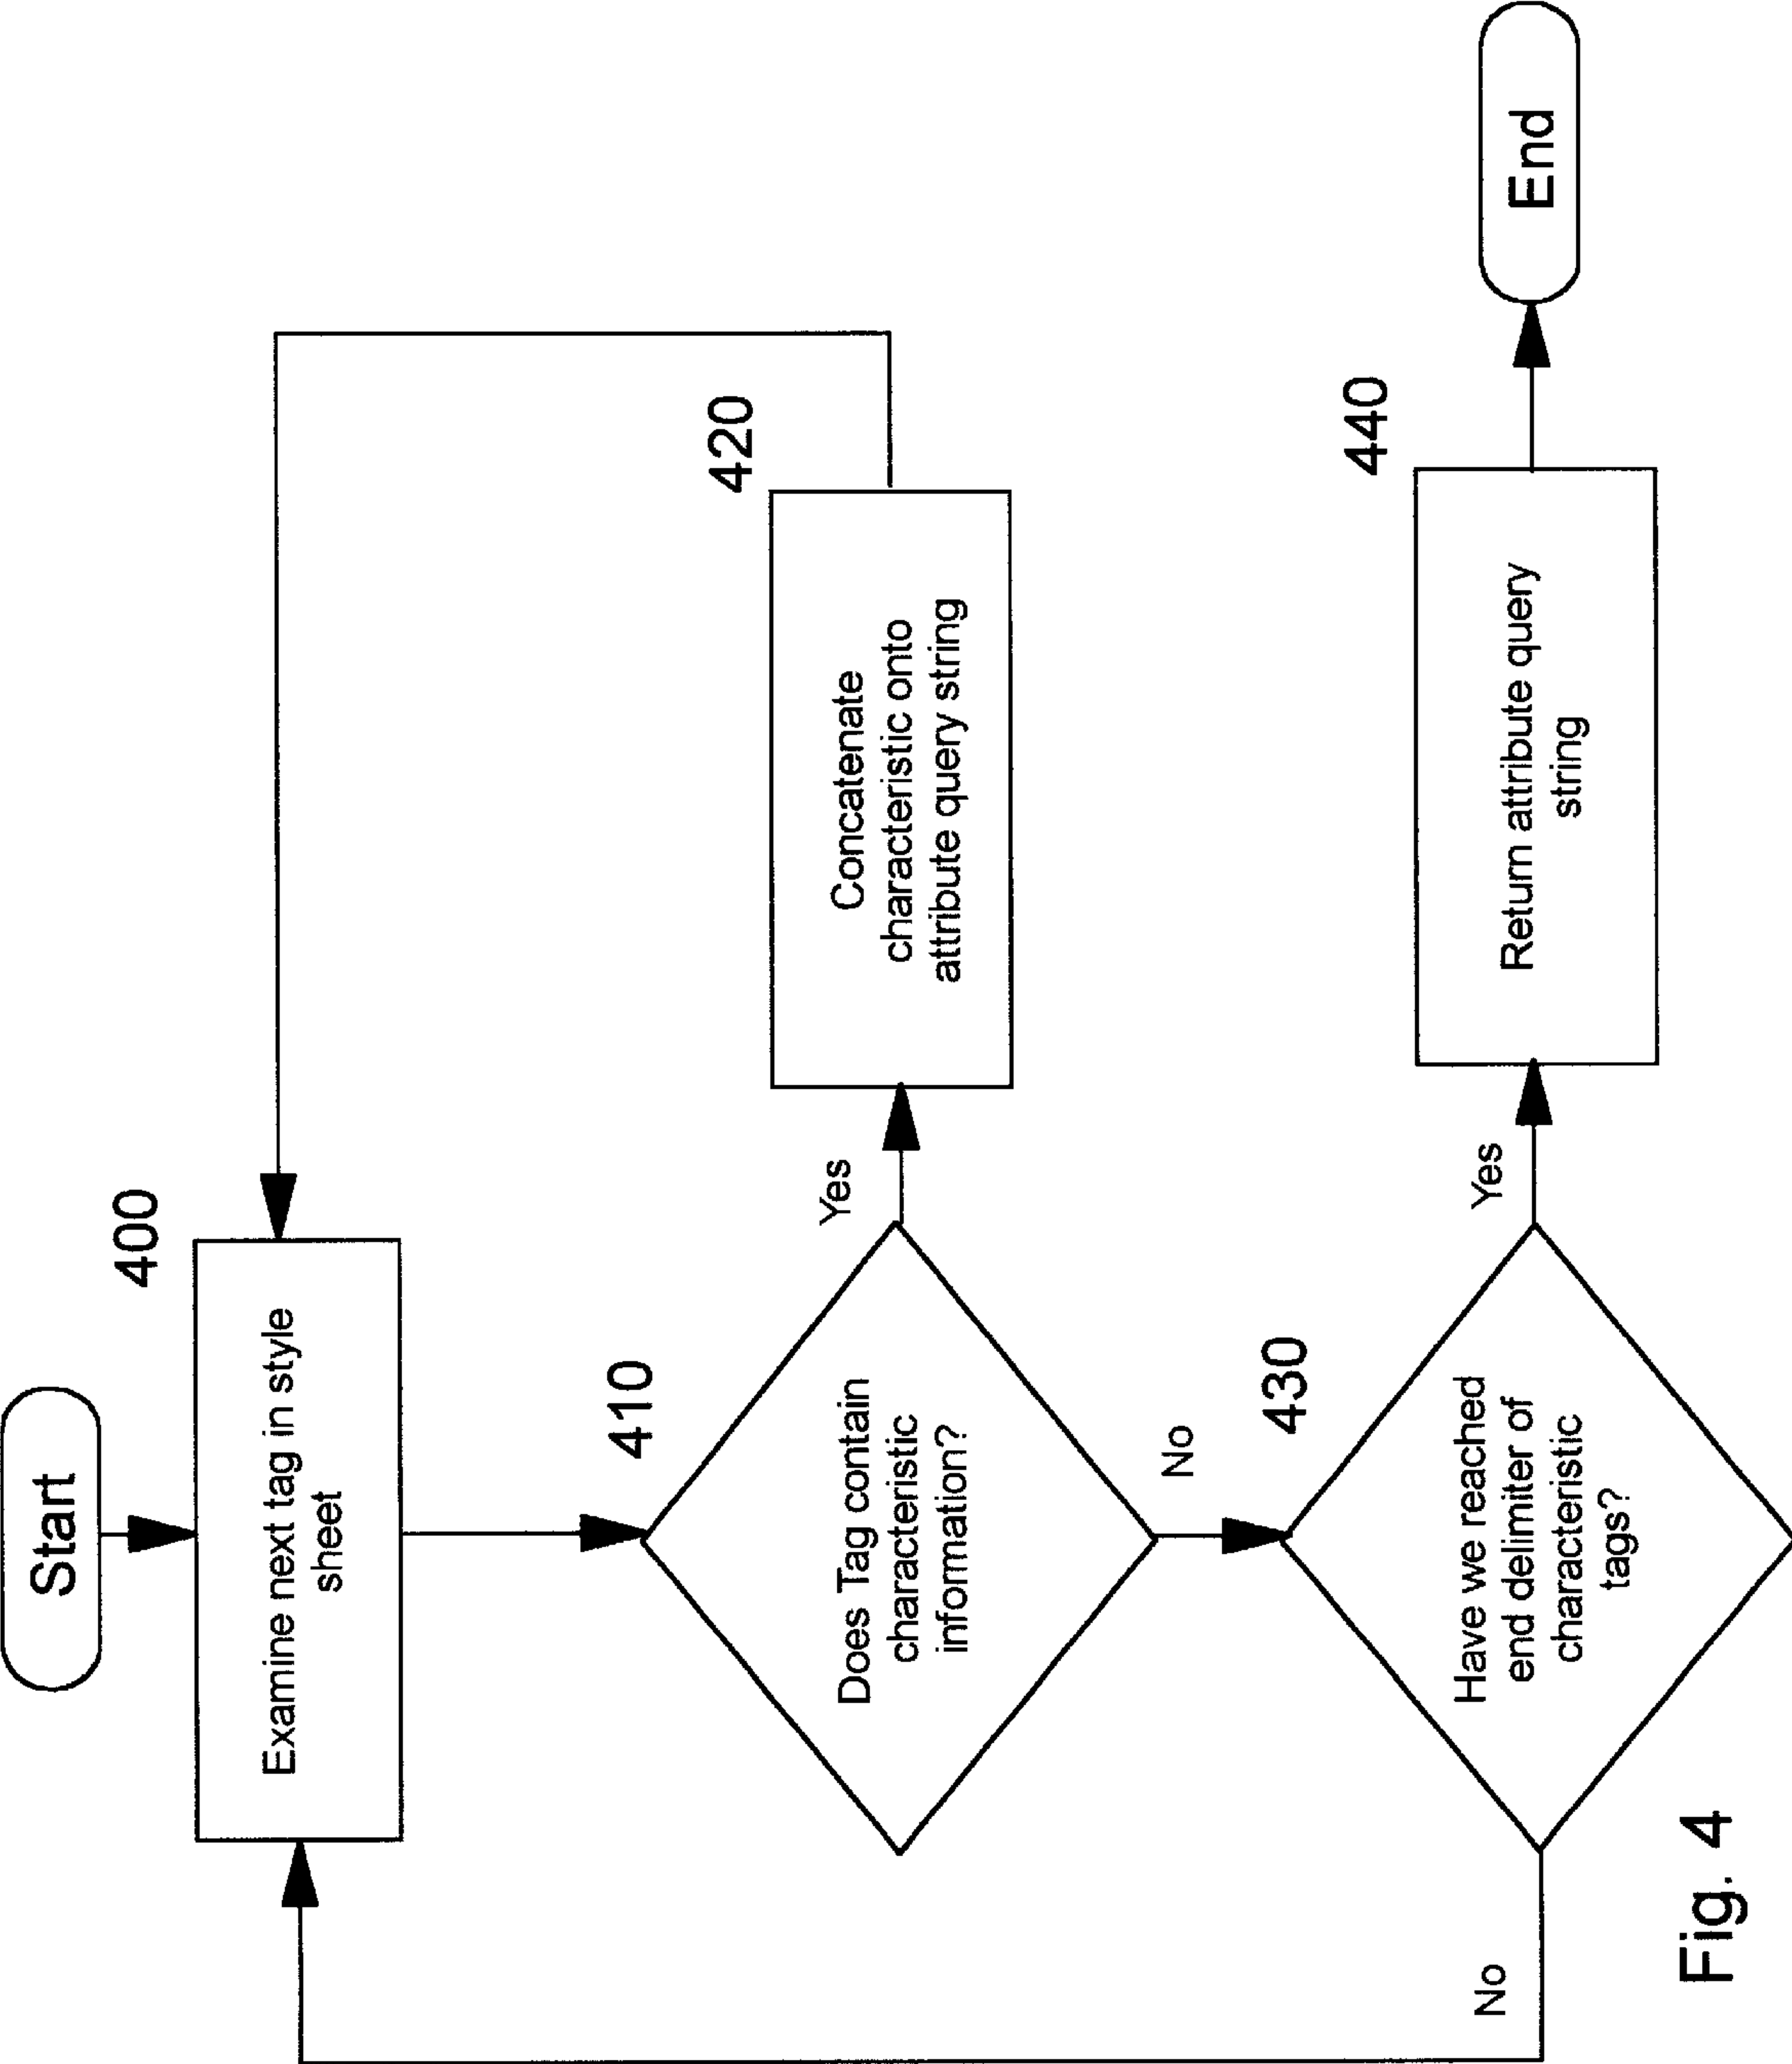 Start
400
Examine next tag in style
sheet
410
Does Tag contain
characteristic
information?
Yes
420
Concatenate
characteristic onto
attribute query string
No
430
Have we reached
end delimiter of
characteristic
tags?
Yes
440
Return attribute query
string
End
No
Fig. 4